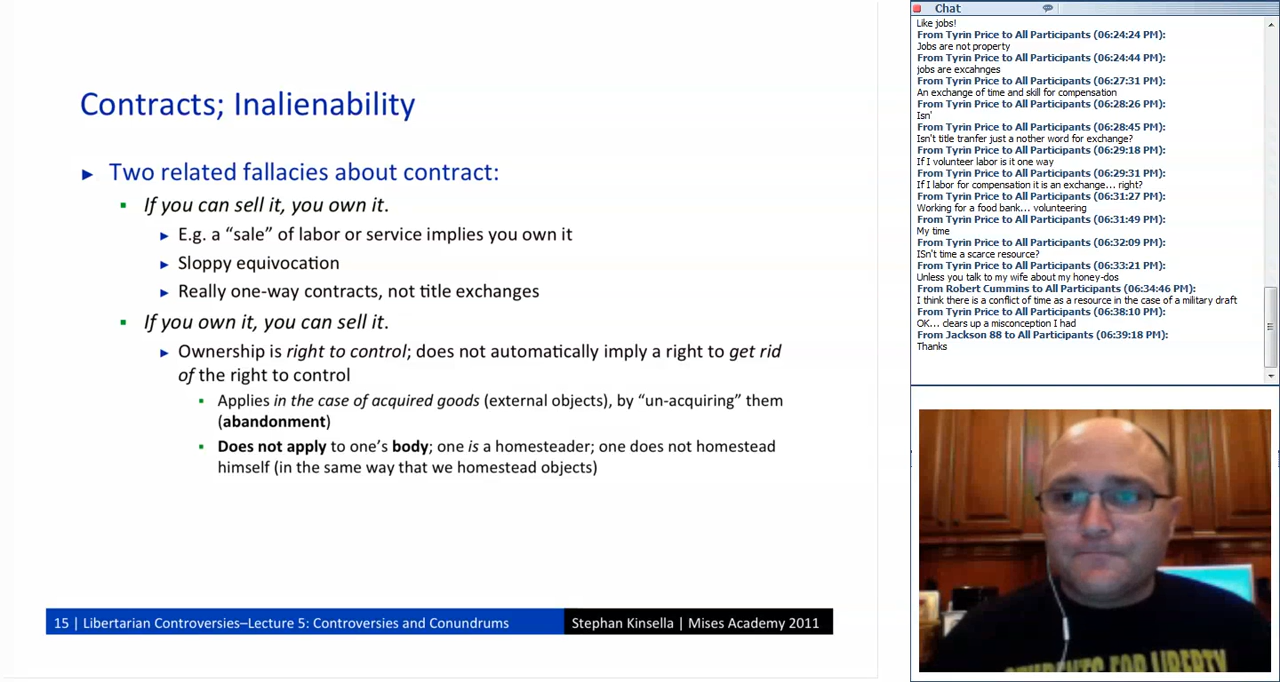 Contracts; Inalienability
► Two related fallacies about contract:
▪ If you can sell it, you own it.
► E.g. a “sale” of labor or service implies you own it
► Sloppy equivocation
► Really one-way contracts, not title exchanges
▪ If you own it, you can sell it.
► Ownership is right to control; does not automatically imply a right to get rid
of the right to control
▪ Applies in the case of acquired goods (external objects), by “un-acquiring” them
(abandonment)
▪ Does not apply to one’s body; one is a homesteader; one does not homestead
himself (in the same way that we homestead objects)
15 | Libertarian Controversies–Lecture 5: Controversies and Conundrums
Stephan Kinsella | Mises Academy 2011
Chat
Like jobs!
From Tyrin Price to All Participants (06:24:24 PM):
Jobs are not property
From Tyrin Price to All Participants (06:24:44 PM):
jobs are excahnges
From Tyrin Price to All Participants (06:27:31 PM):
An exchange of time and skill for compensation
From Tyrin Price to All Participants (06:28:26 PM):
Isn'
From Tyrin Price to All Participants (06:28:45 PM):
Isn't title tranfer just a nother word for exchange?
From Tyrin Price to All Participants (06:29:18 PM):
If I volunteer labor is it one way
From Tyrin Price to All Participants (06:29:31 PM):
If I labor for compensation it is an exchange... right?
From Tyrin Price to All Participants (06:31:27 PM):
Working for a food bank... volunteering
From Tyrin Price to All Participants (06:31:49 PM):
My time
From Tyrin Price to All Participants (06:32:09 PM):
ISn't time a scarce resource?
From Tyrin Price to All Participants (06:33:21 PM):
Unless you talk to my wife about my honey-dos
From Robert Cummins to All Participants (06:34:46 PM):
I think there is a conflict of time as a resource in the case of a military draft
From Tyrin Price to All Participants (06:38:10 PM):
OK... clears up a misconception I had
From Jackson 88 to All Participants (06:39:18 PM):
Thanks
STUDENTS FOR LIBERTY